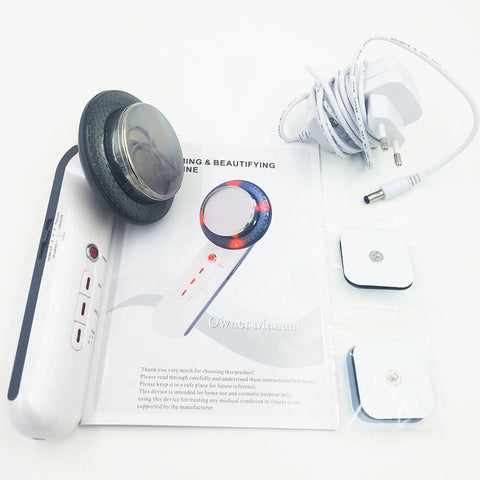 MING & BEAUTIFYING
INE
Owner Manual
Thank you very much for choosing this product!
Please read through carefully and understand these instructions before use.
Please keep it in a safe place for future reference.
This device is intended for home use and cosmetic purpose only
using this device for treating any medical condition or illness is not
supported by the manufacturer.